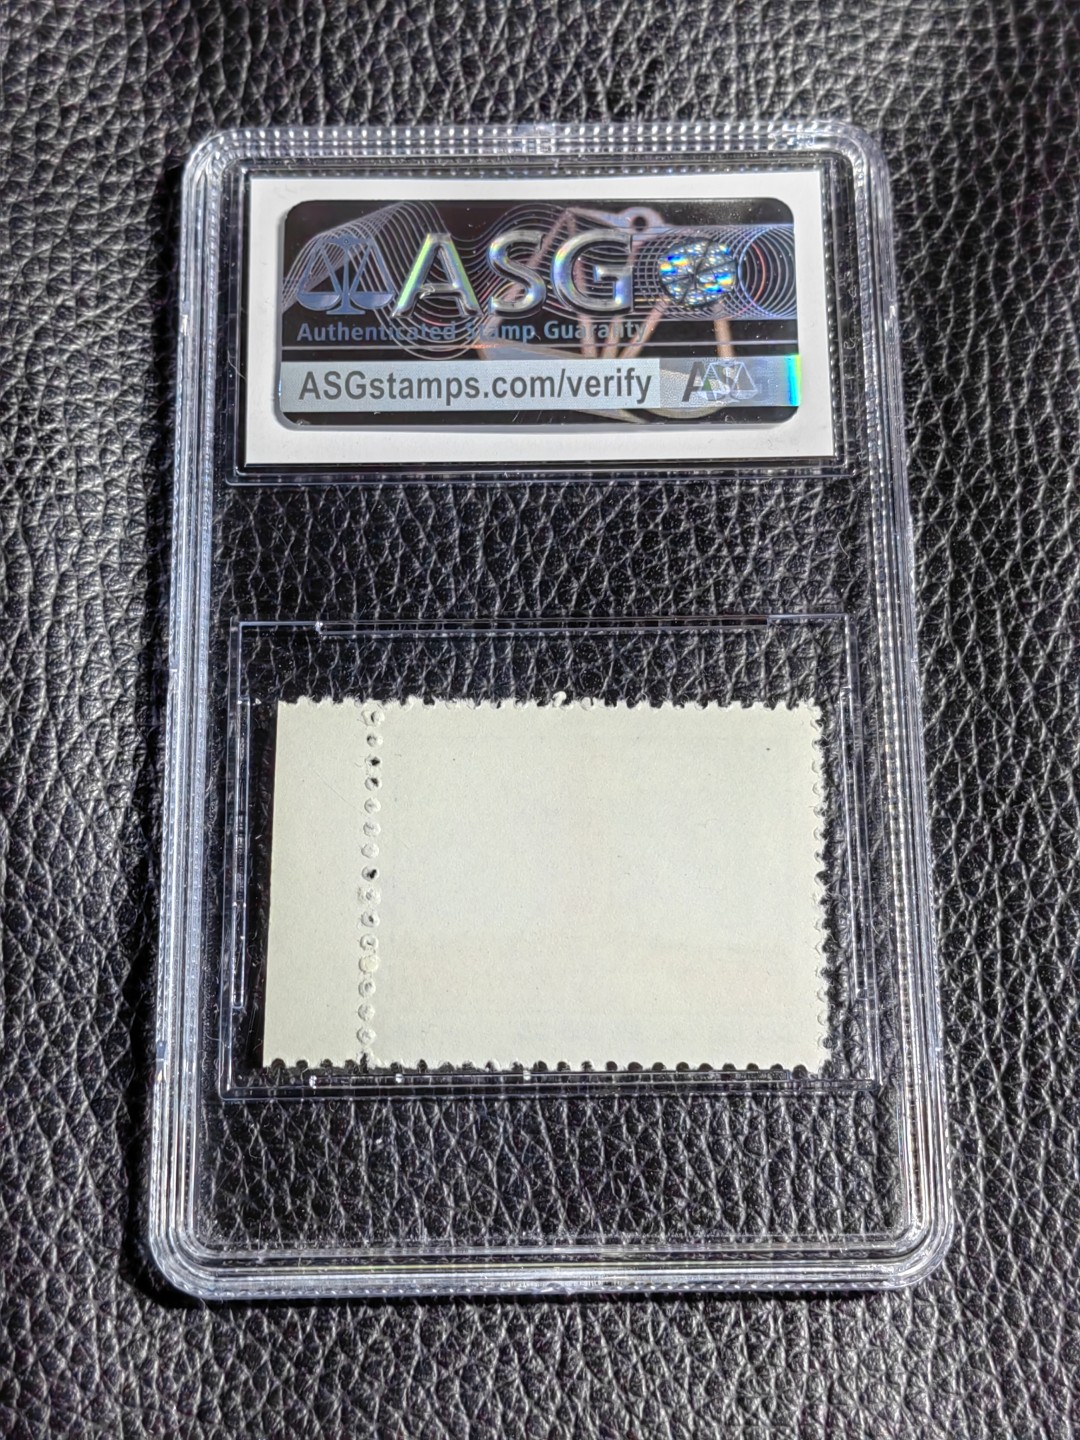 ASG
Authenticated Stamp Guaranty
ASGstamps.com/verify